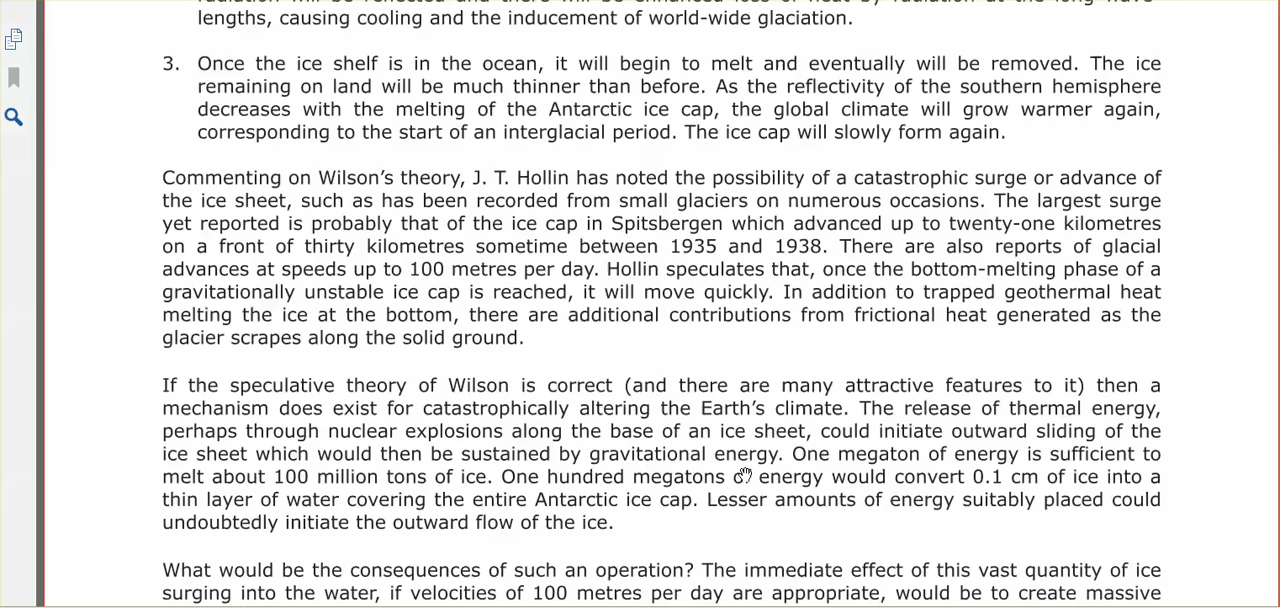 lengths, causing cooling and the inducement of world-wide glaciation.
3. Once the ice shelf is in the ocean, it will begin to melt and eventually will be removed. The ice
remaining on land will be much thinner than before. As the reflectivity of the southern hemisphere
decreases with the melting of the Antarctic ice cap, the global climate will grow warmer again,
corresponding to the start of an interglacial period. The ice cap will slowly form again.
Commenting on Wilson’s theory, J. T. Hollin has noted the possibility of a catastrophic surge or advance of
the ice sheet, such as has been recorded from small glaciers on numerous occasions. The largest surge
yet reported is probably that of the ice cap in Spitsbergen which advanced up to twenty-one kilometres
on a front of thirty kilometres sometime between 1935 and 1938. There are also reports of glacial
advances at speeds up to 100 metres per day. Hollin speculates that, once the bottom-melting phase of a
gravitationally unstable ice cap is reached, it will move quickly. In addition to trapped geothermal heat
melting the ice at the bottom, there are additional contributions from frictional heat generated as the
glacier scrapes along the solid ground.
If the speculative theory of Wilson is correct (and there are many attractive features to it) then a
mechanism does exist for catastrophically altering the Earth’s climate. The release of thermal energy,
perhaps through nuclear explosions along the base of an ice sheet, could initiate outward sliding of the
ice sheet which would then be sustained by gravitational energy. One megaton of energy is sufficient to
melt about 100 million tons of ice. One hundred megatons of energy would convert 0.1 cm of ice into a
thin layer of water covering the entire Antarctic ice cap. Lesser amounts of energy suitably placed could
undoubtedly initiate the outward flow of the ice.
What would be the consequences of such an operation? The immediate effect of this vast quantity of ice
surging into the water, if velocities of 100 metres per day are appropriate, would be to create massive